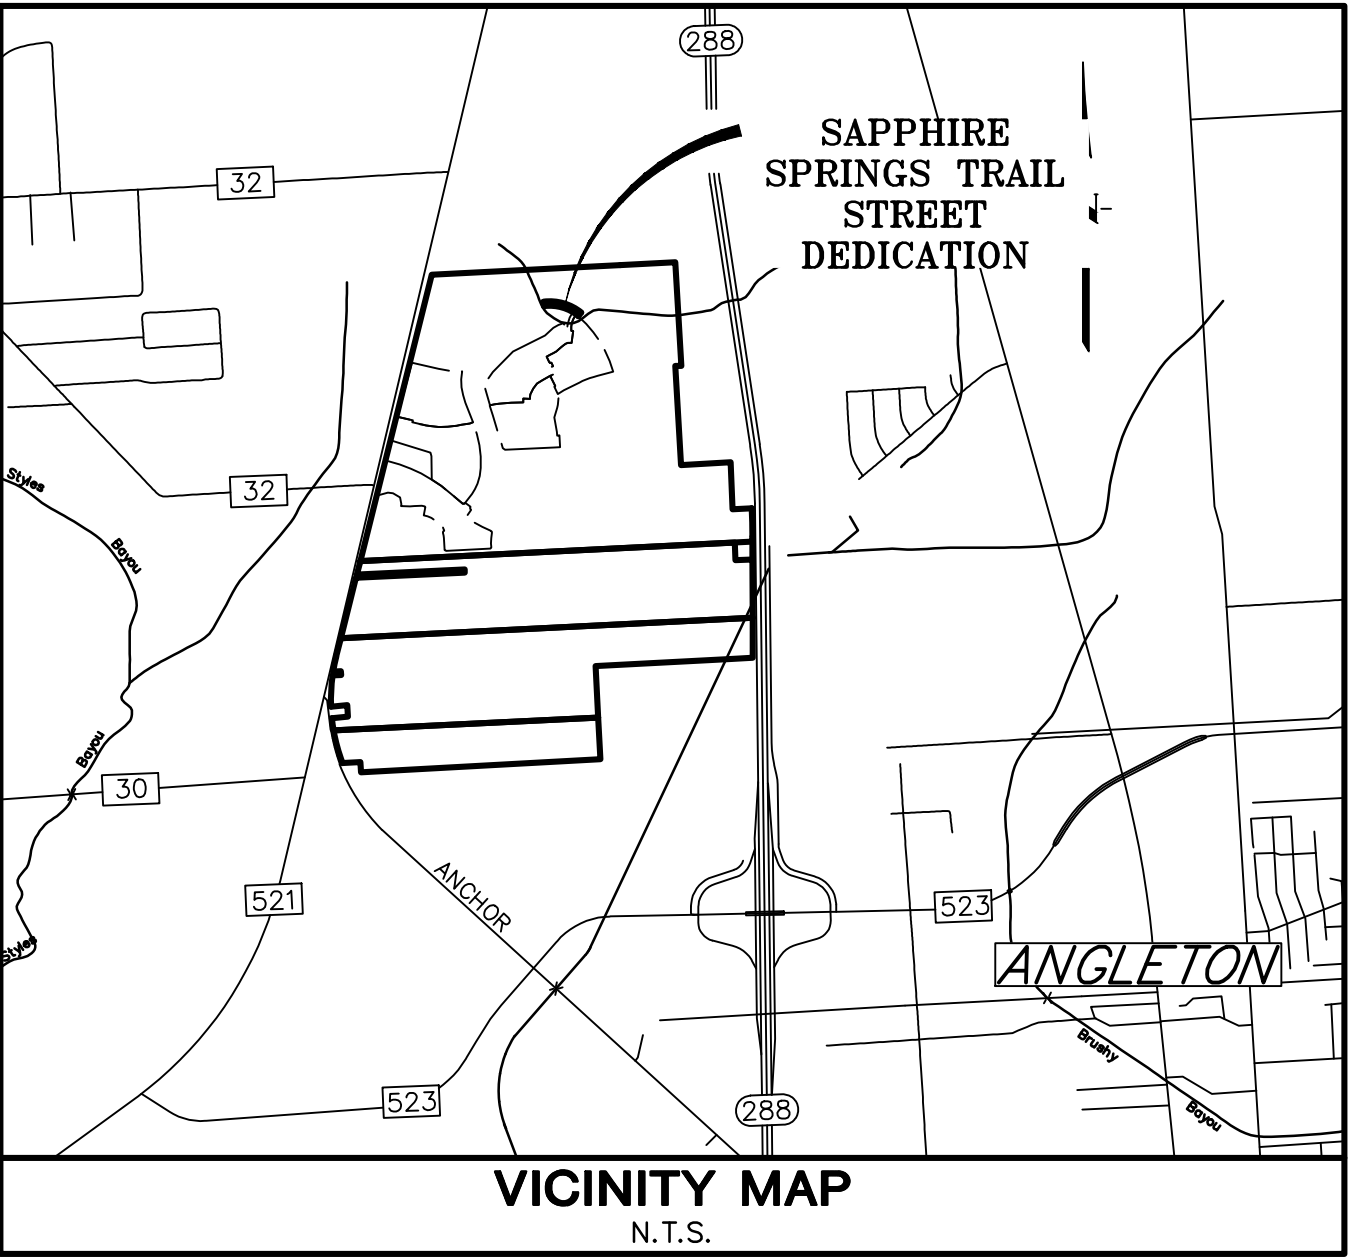 288
SAPPHIRE
SPRINGS TRAIL
STREET
DEDICATION
32
32
Styles
Bayou
Bayou
30
521
ANCHOR
523
ANGLETON
Styles
Brushy
Bayou
523
288
VICINITY MAP
N.T.S.